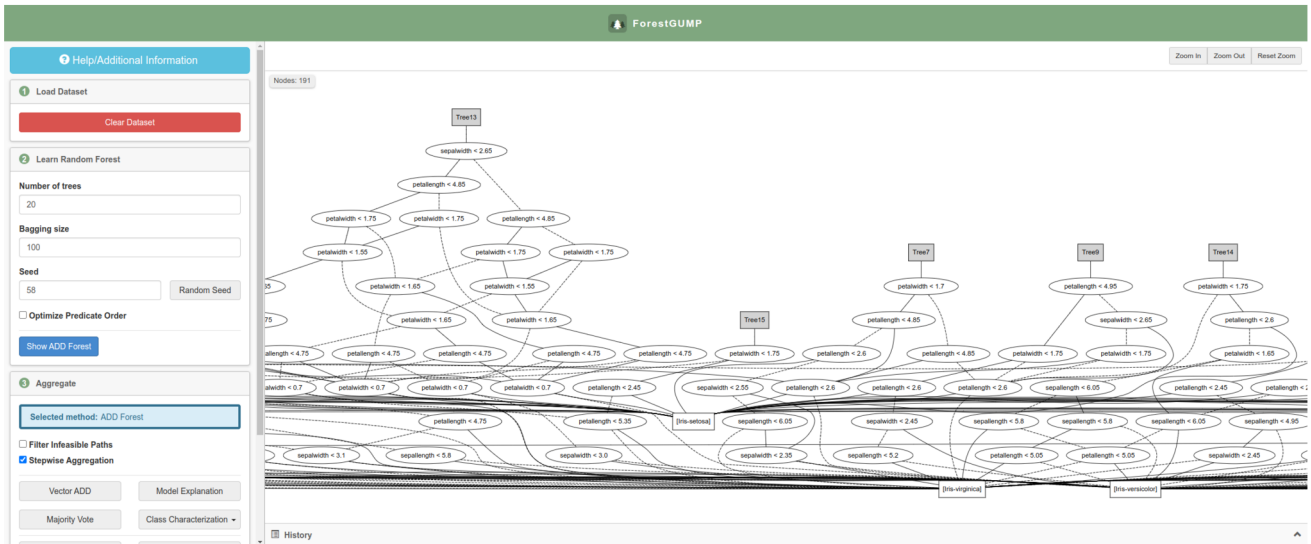 ForestGUMP
Help/Additional Information
Zoom In Zoom Out Reset Zoom
Nodes: 191
1 Load Dataset
Clear Dataset
2 Learn Random Forest
Number of trees
20
Bagging size
100
Seed
58 Random Seed
Optimize Predicate Order
Show ADD Forest
3 Aggregate
Selected method: ADD Forest
Filter Infeasible Paths
Stepwise Aggregation
Vector ADD Model Explanation
Majority Vote Class Characterization
Tree13
sepalwidth < 2.65
petallength < 4.85
petalwidth < 1.75 petalwidth < 1.75 petallength < 4.85
petalwidth < 1.55 petalwidth < 1.75 petalwidth < 1.75 Tree7 Tree9 Tree14
petalwidth < 1.65 petalwidth < 1.55 petalwidth < 1.7 petallength < 4.95 petalwidth < 1.75
petalwidth < 1.65 petalwidth < 1.65 Tree15 petallength < 4.85 sepalwidth < 2.65 petallength < 2.6
petallength < 4.75 petallength < 4.75 petallength < 4.75 petallength < 4.75 petalwidth < 1.75 petallength < 2.6 petallength < 4.85 petalwidth < 1.75 petalwidth < 1.75 petalwidth < 1.65
petalwidth < 0.7 petalwidth < 0.7 petalwidth < 0.7 petallength < 2.45 sepalwidth < 2.55 petallength < 2.6 petallength < 2.6 petallength < 2.6 sepallength < 6.05 petallength < 2.45
petallength < 4.75 petallength < 5.35 [Iris-setosa] sepallength < 6.05 sepalwidth < 2.45 sepallength < 5.8 sepallength < 5.8 sepallength < 6.05 sepallength < 4.95
sepalwidth < 3.1 sepallength < 5.8 sepalwidth < 3.0 sepalwidth < 2.35 sepallength < 5.2 petallength < 5.05 petallength < 5.05 sepalwidth < 2.45
[Iris-virginica] [Iris-versicolor]
History